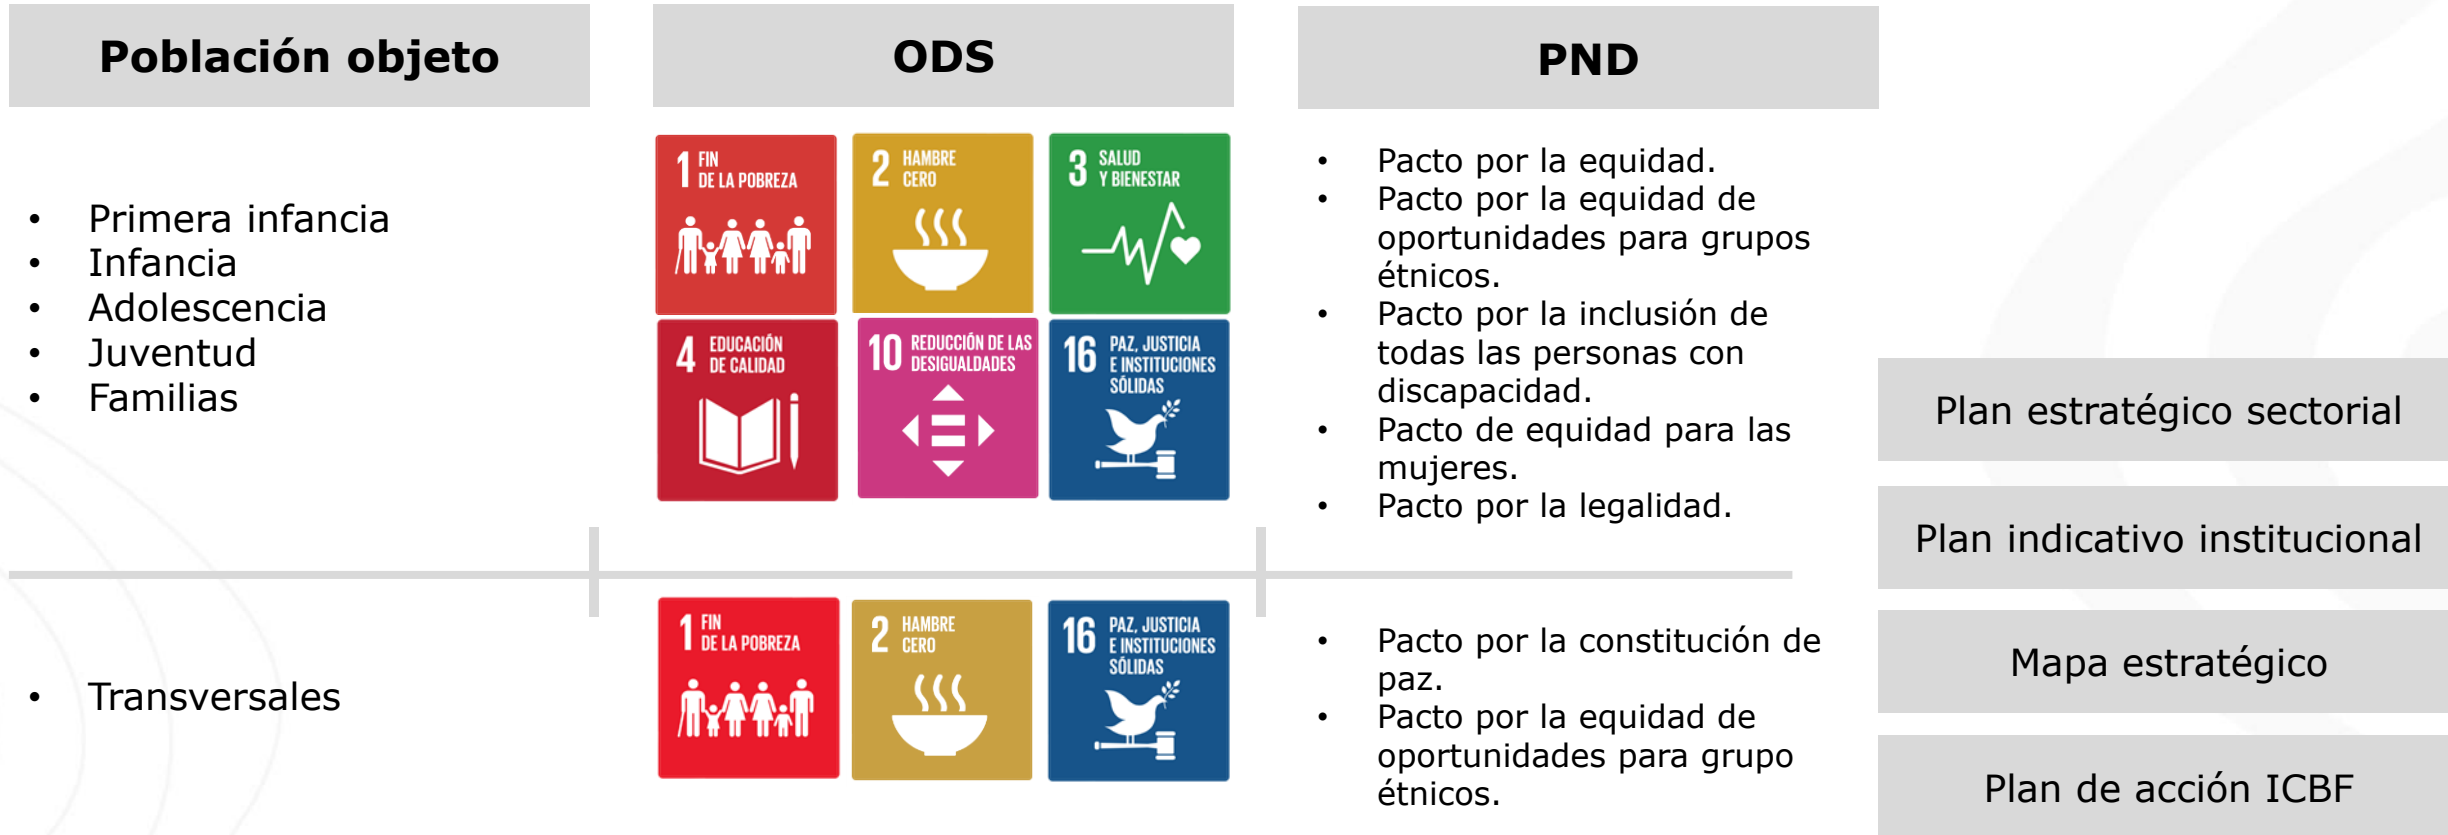 Población objeto
ODS
PND
• Primera infancia
• Infancia
• Adolescencia
• Juventud
• Familias
1 FIN
DE LA POBREZA
2 HAMBRE
CERO
3 SALUD
Y BIENESTAR
4 EDUCACIÓN
DE CALIDAD
10 REDUCCIÓN DE LAS
DESIGUALDADES
16 PAZ, JUSTICIA
E INSTITUCIONES
SÓLIDAS
• Pacto por la equidad.
• Pacto por la equidad de
oportunidades para grupos
étnicos.
• Pacto por la inclusión de
todas las personas con
discapacidad.
• Pacto de equidad para las
mujeres.
• Pacto por la legalidad.
• Transversales
1 FIN
DE LA POBREZA
2 HAMBRE
CERO
16 PAZ, JUSTICIA
E INSTITUCIONES
SÓLIDAS
• Pacto por la constitución de
paz.
• Pacto por la equidad de
oportunidades para grupo
étnicos.
Plan estratégico sectorial
Plan indicativo institucional
Mapa estratégico
Plan de acción ICBF